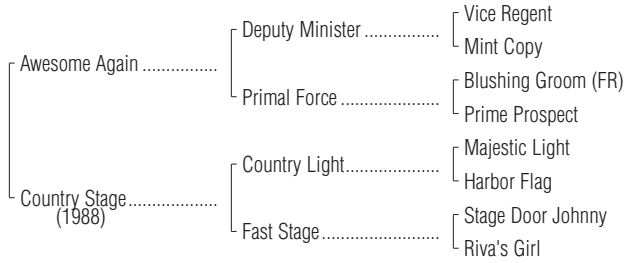 Vice Regent
Deputy Minister ..................
Mint Copy
Awesome Again ................
Blushing Groom (FR)
Primal Force .......................
Prime Prospect
Majestic Light
Country Light......................
Harbor Flag
Country Stage.....................
(1988)
Stage Door Johnny
Fast Stage...........................
Riva's Girl